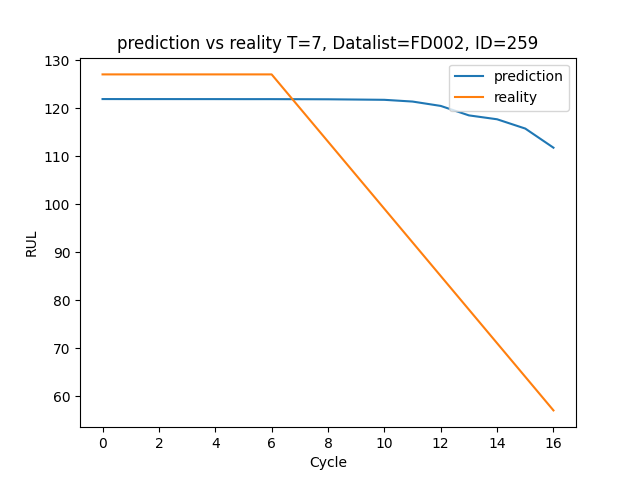 prediction vs reality T=7, Datalist=FD002, ID=259
prediction
reality
RUL
130
120
110
100
90
80
70
60
0 2 4 6 8 10 12 14 16
Cycle